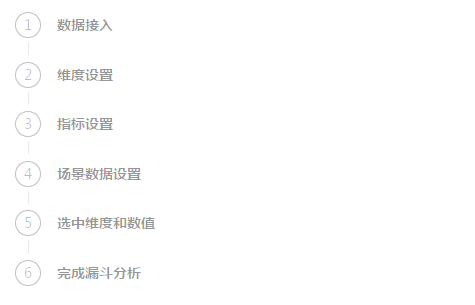 1 数据接入
2 维度设置
3 指标设置
4 场景数据设置
5 选中维度和数值
6 完成漏斗分析